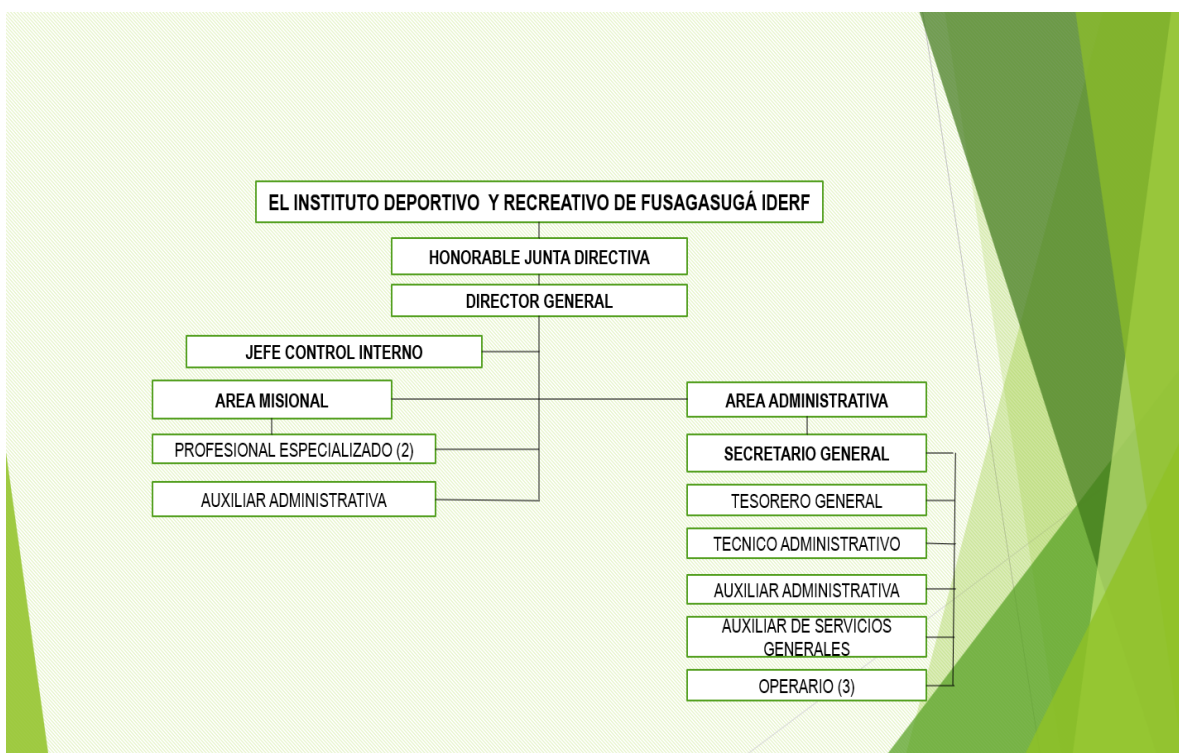 EL INSTITUTO DEPORTIVO Y RECREATIVO DE FUSAGASUGÁ IDERF
HONORABLE JUNTA DIRECTIVA
DIRECTOR GENERAL
JEFE CONTROL INTERNO
AREA MISIONAL
PROFESIONAL ESPECIALIZADO (2)
AUXILIAR ADMINISTRATIVA
AREA ADMINISTRATIVA
SECRETARIO GENERAL
TESORERO GENERAL
TECNICO ADMINISTRATIVO
AUXILIAR ADMINISTRATIVA
AUXILIAR DE SERVICIOS
GENERALES
OPERARIO (3)